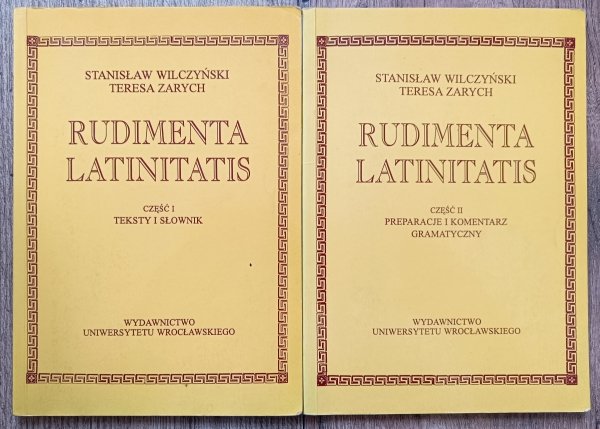 STANISŁAW WILCZYŃSKI
TERESA ZARYCH
RUDIMENTA
LATINITATIS
CZĘŚĆ I
TEKSTY I SŁOWNIK
WYDAWNICTWO
UNIWERSYTETU WROCŁAWSKIEGO
STANISŁAW WILCZYŃSKI
TERESA ZARYCH
RUDIMENTA
LATINITATIS
CZĘŚĆ II
PREPARACJE I KOMENTARZ
GRAMATYCZNY
WYDAWNICTWO
UNIWERSYTETU WROCŁAWSKIEGO